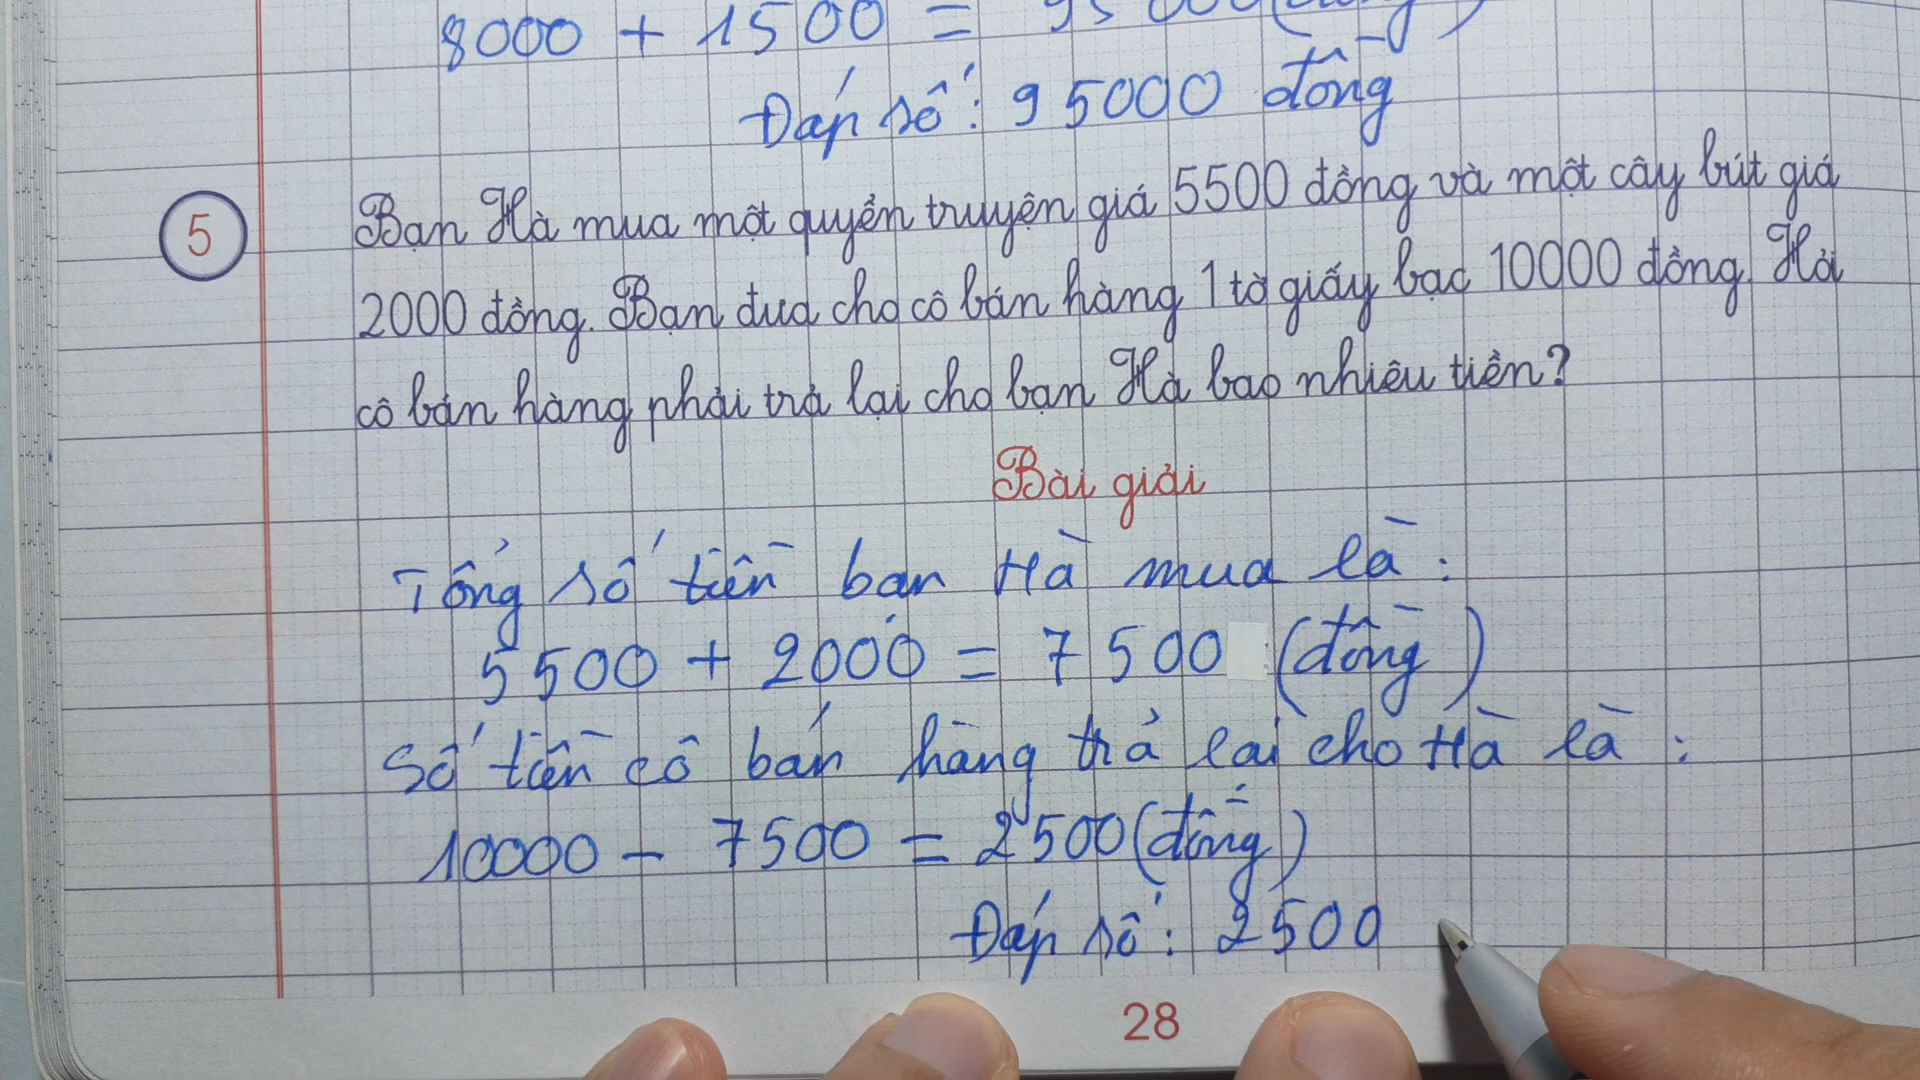 8000 + 1500 = 95000 (đồng)
Đáp số: 95000 đồng
5
Bạn Hà mua một quyển truyện giá 5500 đồng và một cây bút giá
2000 đồng. Bạn đưa cho cô bán hàng 1 tờ giấy bạc 10000 đồng. Hỏi
cô bán hàng phải trả lại cho bạn Hà bao nhiêu tiền?
Bài giải
Tổng số tiền bạn Hà mua là:
5500 + 2000 = 7500 (đồng)
Số tiền cô bán hàng trả lại cho Hà là:
10000 - 7500 = 2500 (đồng)
Đáp số: 2500
28